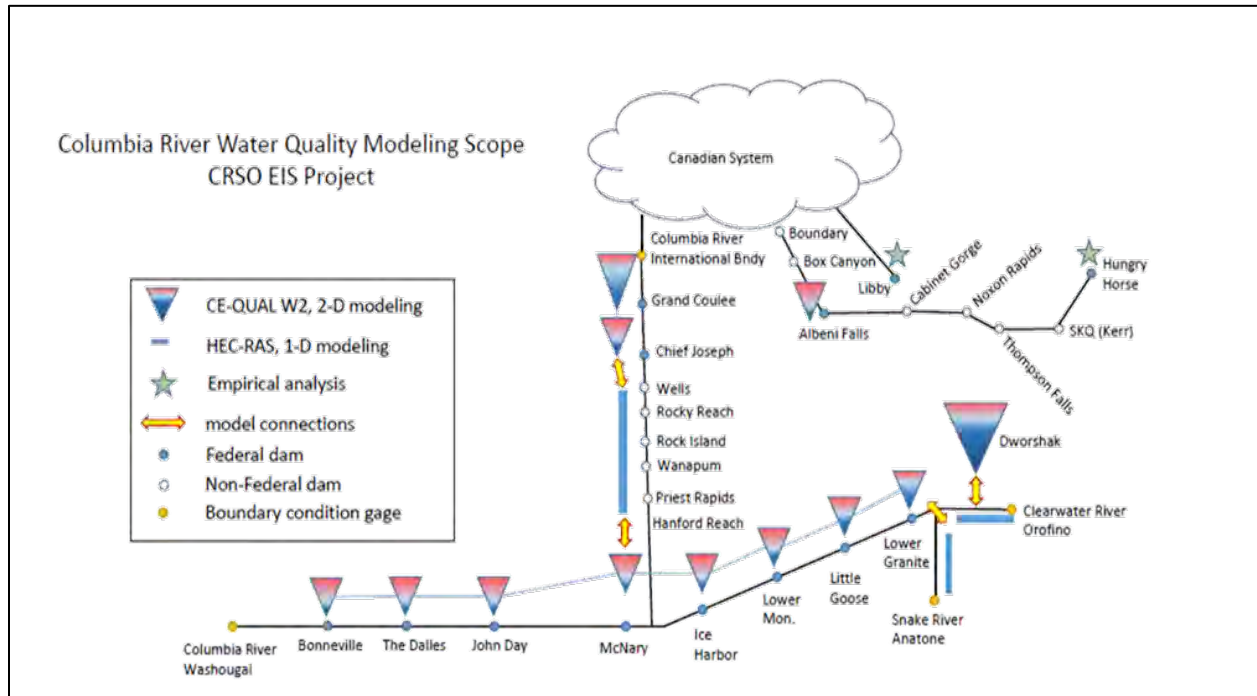 Columbia River Water Quality Modeling Scope
CRSO EIS Project
CE-QUAL W2, 2-D modeling
HEC-RAS, 1-D modeling
Empirical analysis
model connections
Federal dam
Non-Federal dam
Boundary condition gage
Canadian System
Columbia River
International Bndy
Grand Coulee
Chief Joseph
Wells
Rocky Reach
Rock Island
Wanapum
Priest Rapids
Hanford Reach
Boundary
Box Canyon
Albeni Falls
Libby
Cabinet Gorge
Noxon Rapids
Thompson Falls
SKQ (Kerr)
Hungry
Horse
Dworshak
Clearwater River
Orofino
Snake River
Anatone
Lower
Granite
Little
Goose
Lower
Mon.
Ice
Harbor
McNary
John Day
The Dalles
Bonneville
Columbia River
Washougal